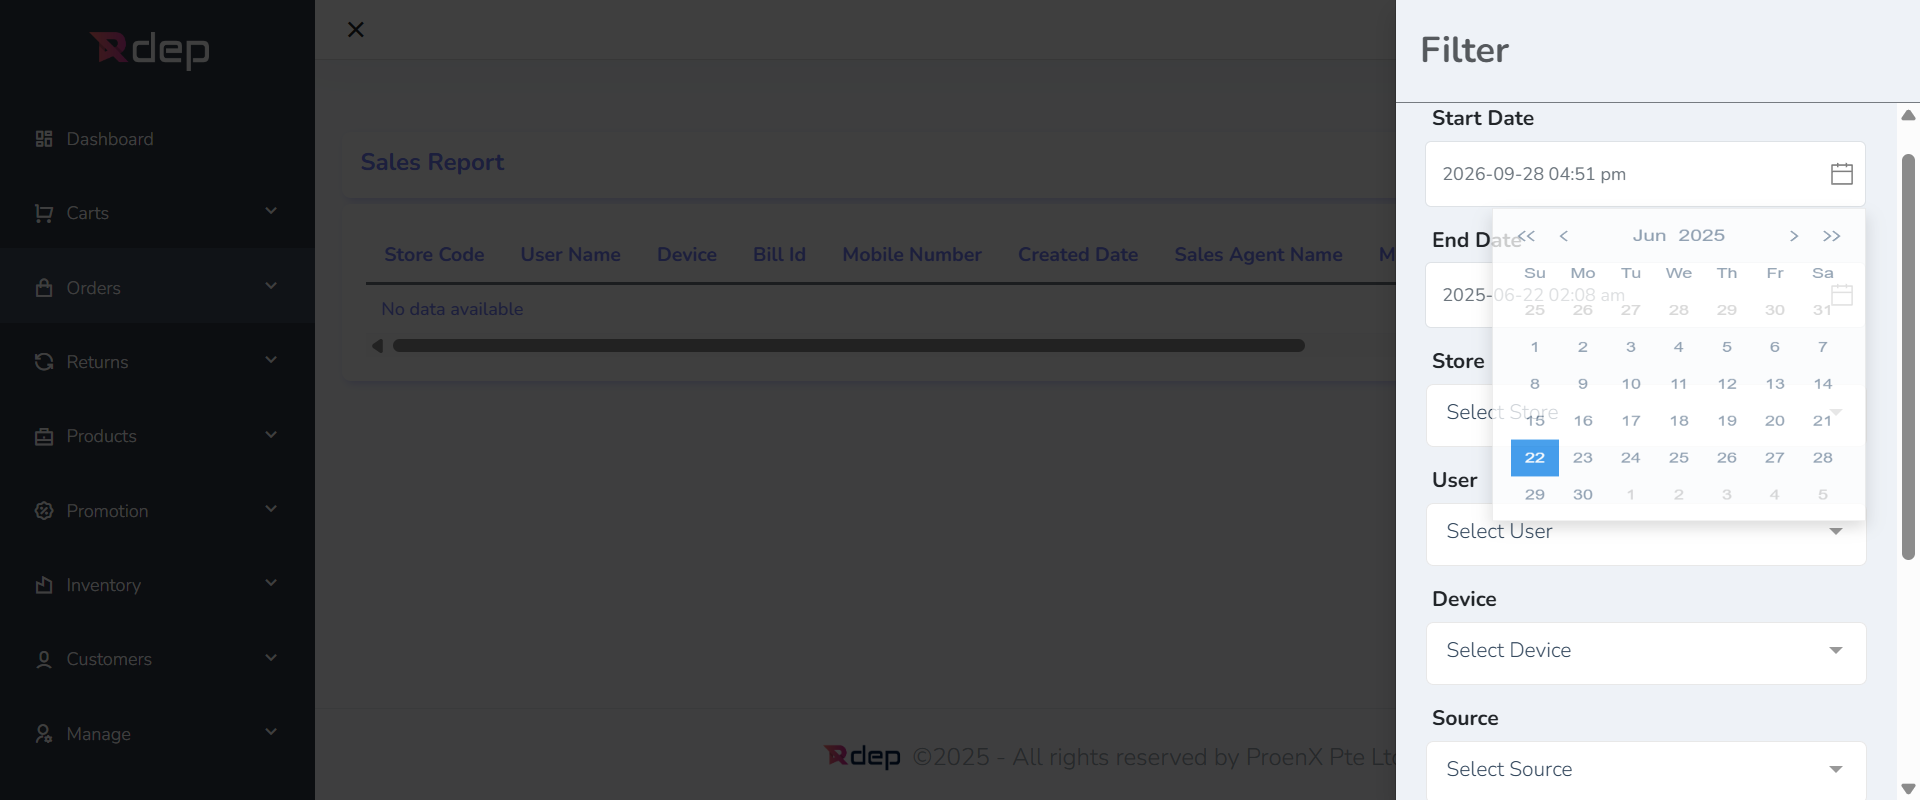 Rdep
Dashboard
Carts
Orders
Returns
Products
Promotion
Inventory
Customers
Manage
Sales Report
Store Code User Name Device Bill Id Mobile Number Created Date Sales Agent Name M
No data available
Rdep ©2025 - All rights reserved by ProenX Pte Ltd
Filter
Start Date
2026-09-28 04:51 pm
End Date
2025-06-22 02:08 am
<< < Jun 2025 > >>
Su Mo Tu We Th Fr Sa
25 26 27 28 29 30 31
1 2 3 4 5 6 7
8 9 10 11 12 13 14
15 16 17 18 19 20 21
22 23 24 25 26 27 28
29 30 1 2 3 4 5
Store
Select Store
User
Select User
Device
Select Device
Source
Select Source